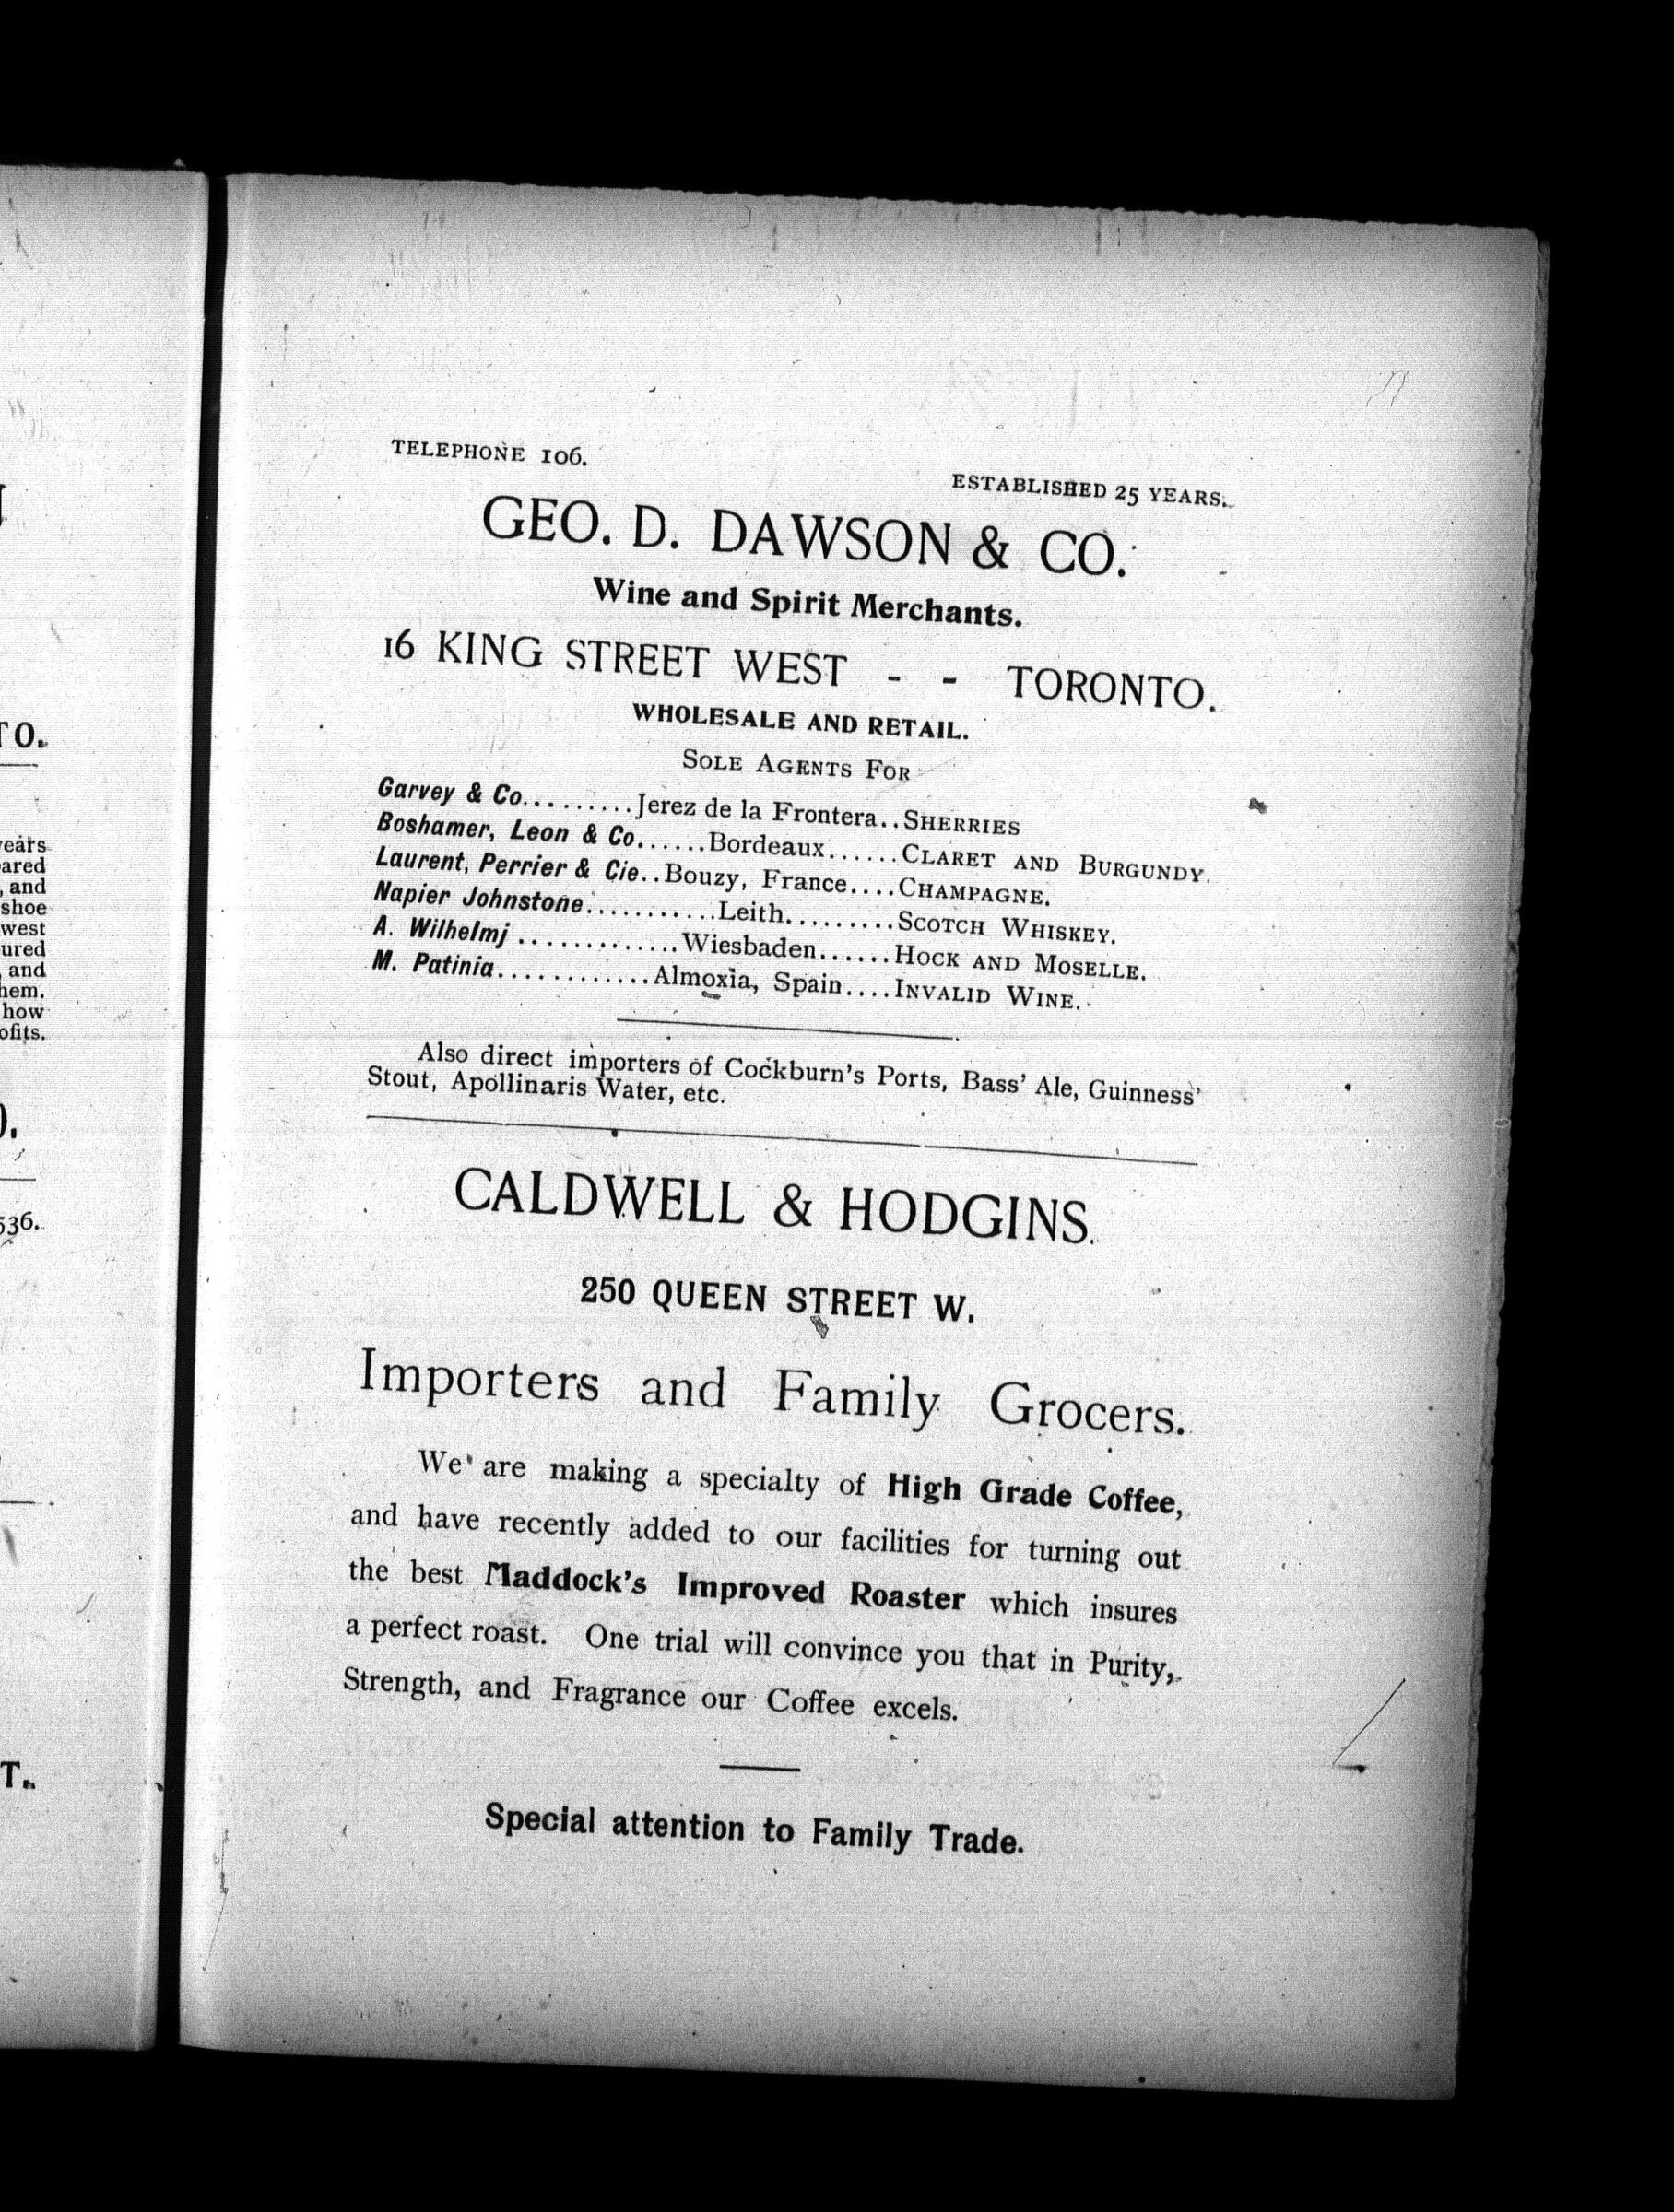 TELEPHONE 106.
ESTABLISHED 25 YEARS.
GEO. D. DAWSON & CO.
Wine and Spirit Merchants.
16 KING STREET WEST - - TORONTO.
WHOLESALE AND RETAIL.
SOLE AGENTS FOR
Garvey & Co.........Jerez de la Frontera..SHERRIES
Boshamer, Leon & Co......Bordeaux......CLARET AND BURGUNDY.
Laurent, Perrier & Cie..Bouzy, France....CHAMPAGNE.
Napier Johnstone...........Leith.........SCOTCH WHISKEY.
A. Wilhelmj .............Wiesbaden......HOCK AND MOSELLE.
M. Patinia............Almoxia, Spain....INVALID WINE.
Also direct importers of Cockburn's Ports, Bass' Ale, Guinness'
Stout, Apollinaris Water, etc.
CALDWELL & HODGINS.
250 QUEEN STREET W.
Importers and Family Grocers.
We are making a specialty of High Grade Coffee,
and have recently added to our facilities for turning out
the best Maddock's Improved Roaster which insures
a perfect roast. One trial will convince you that in Purity,
Strength, and Fragrance our Coffee excels.
Special attention to Family Trade.